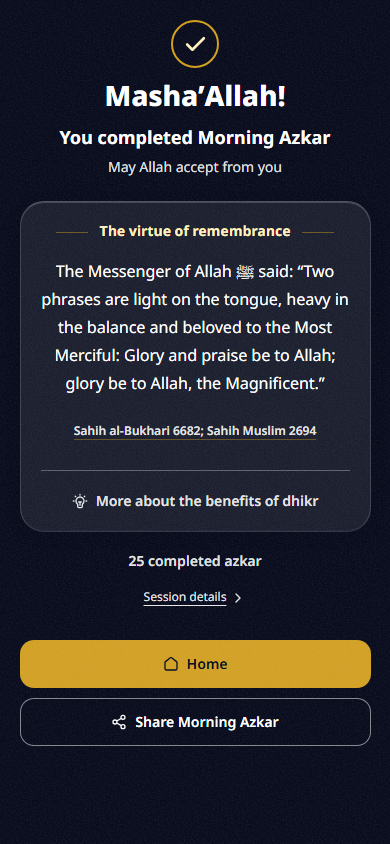 Masha’Allah!
You completed Morning Azkar
May Allah accept from you
The virtue of remembrance
The Messenger of Allah ﷺ said: “Two
phrases are light on the tongue, heavy in
the balance and beloved to the Most
Merciful: Glory and praise be to Allah;
glory be to Allah, the Magnificent.”
Sahih al-Bukhari 6682; Sahih Muslim 2694
More about the benefits of dhikr
25 completed azkar
Session details
Home
Share Morning Azkar